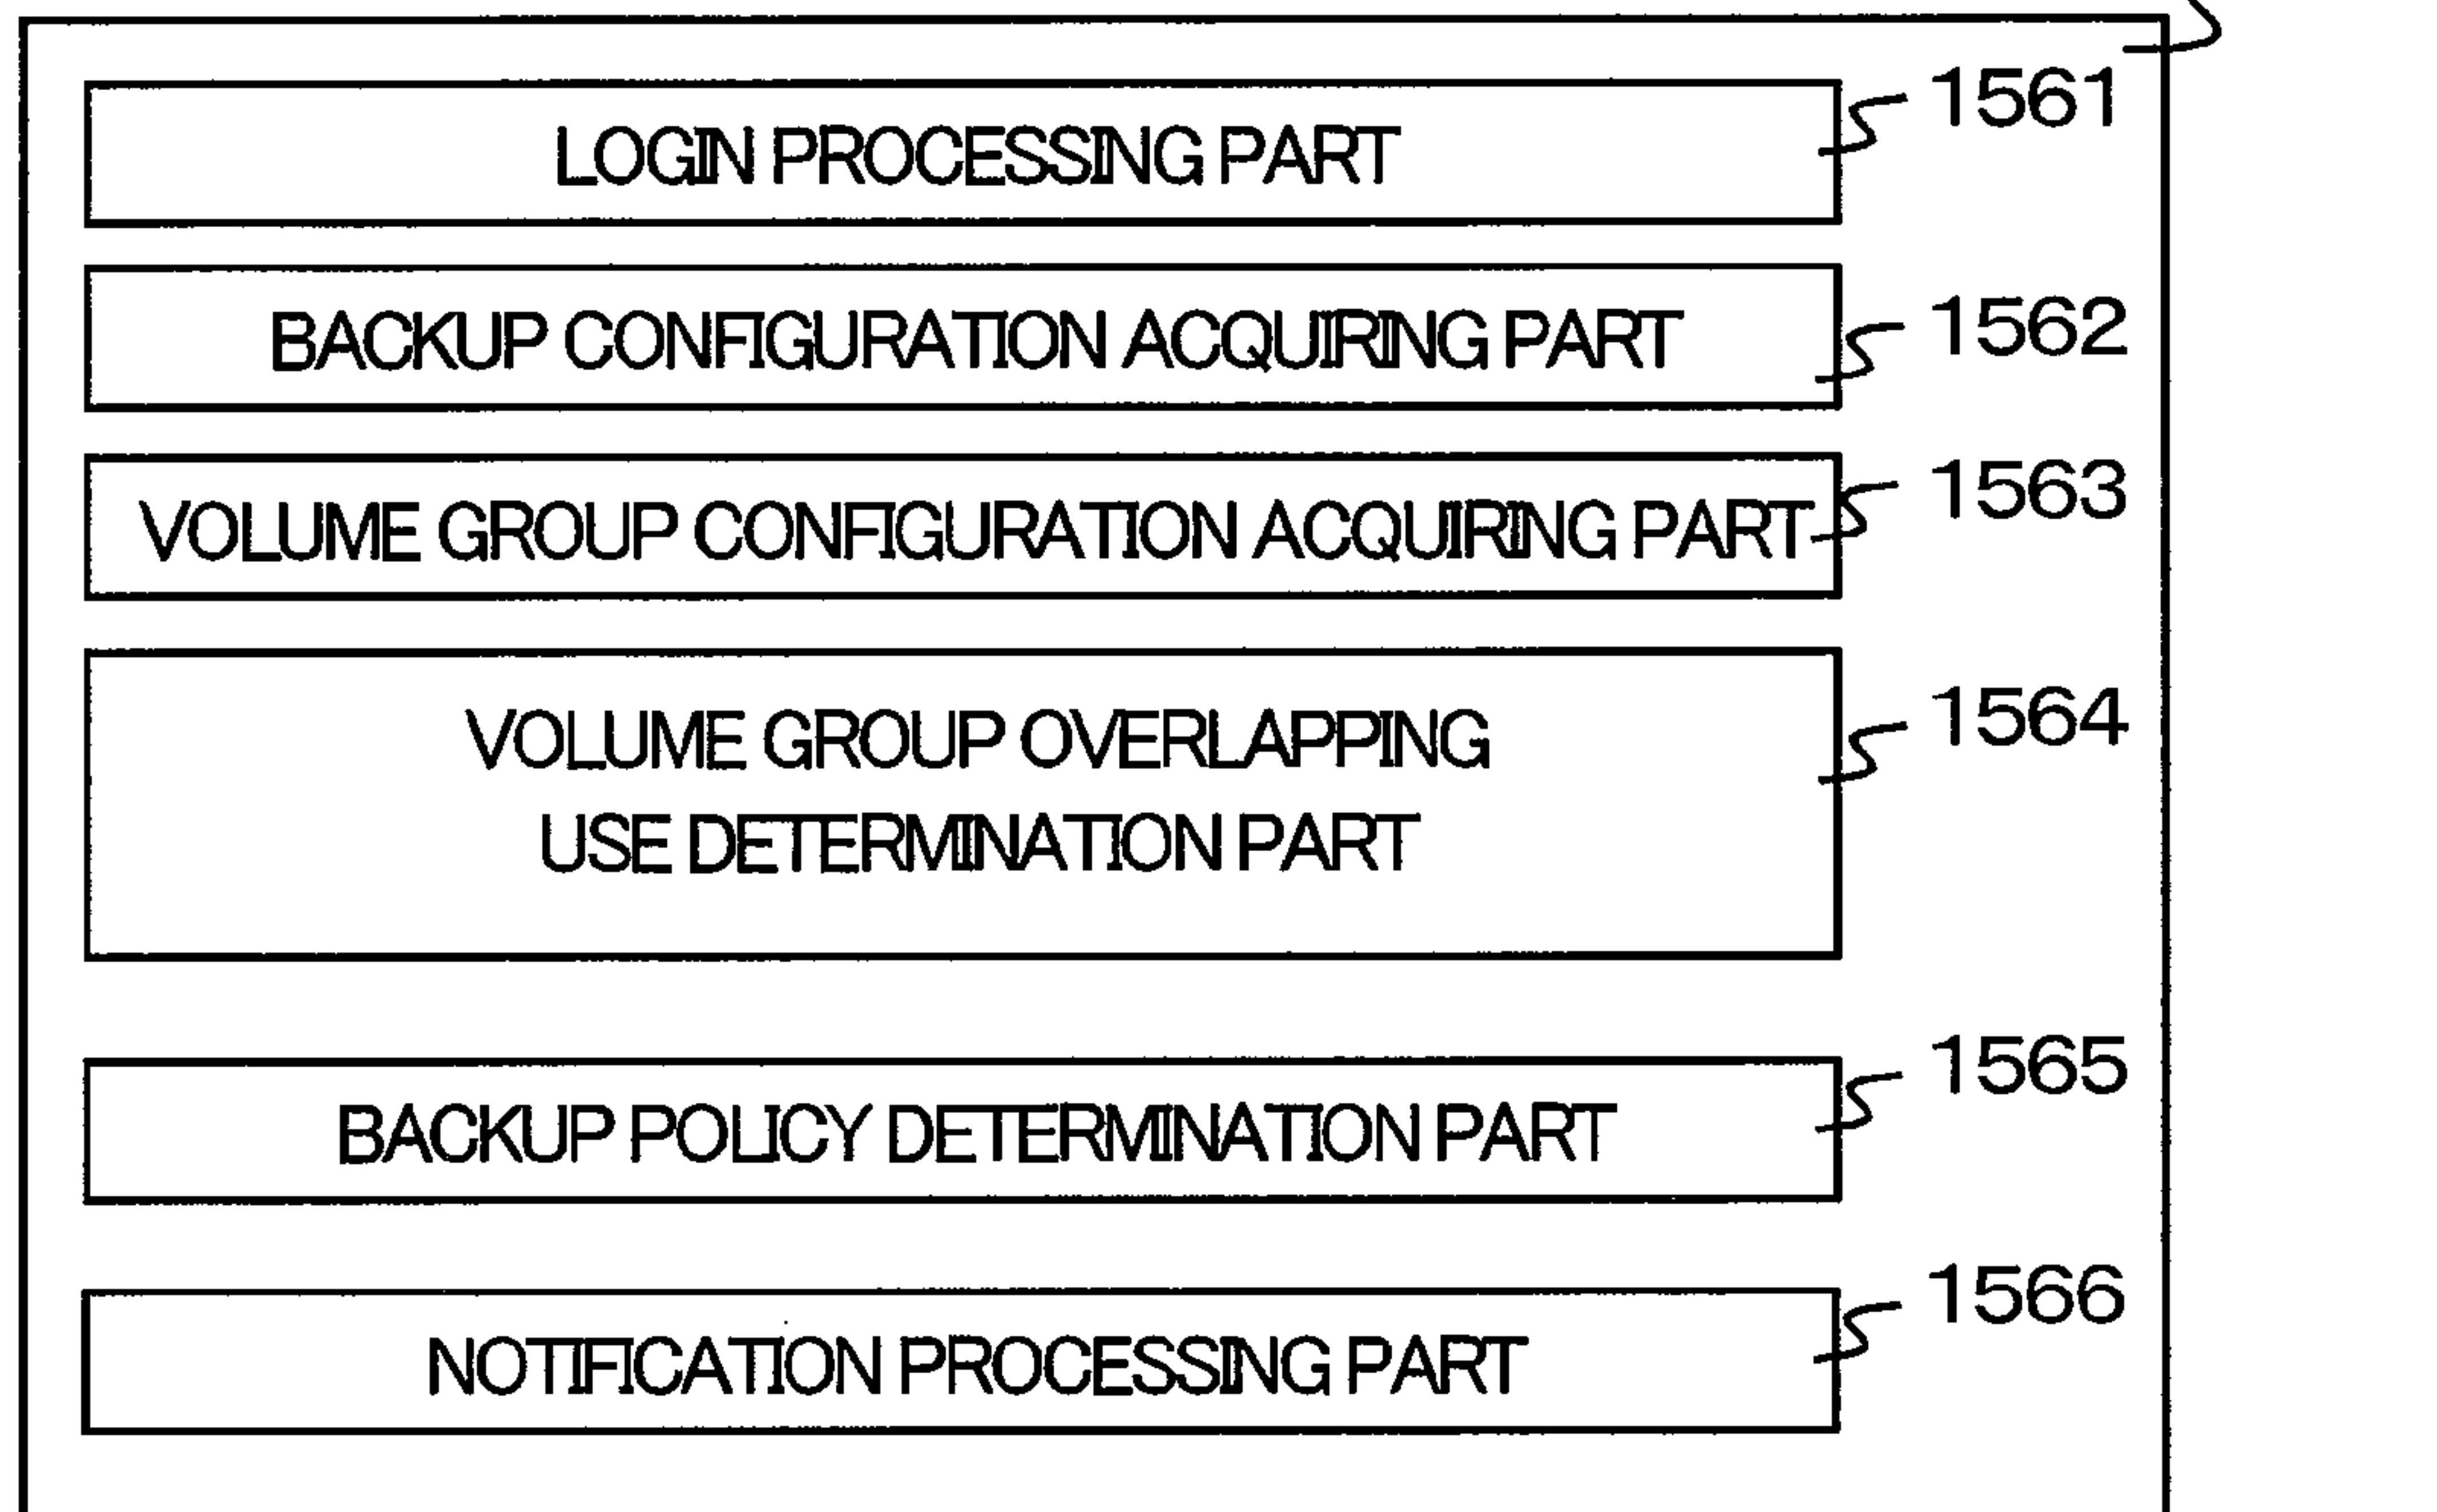 LOGIN PROCESSING PART
1561
BACKUP CONFIGURATION ACQUIRING PART
1562
VOLUME GROUP CONFIGURATION ACQUIRING PART
1563
VOLUME GROUP OVERLAPPING
USE DETERMINATION PART
1564
BACKUP POLICY DETERMINATION PART
1565
NOTIFICATION PROCESSING PART
1566